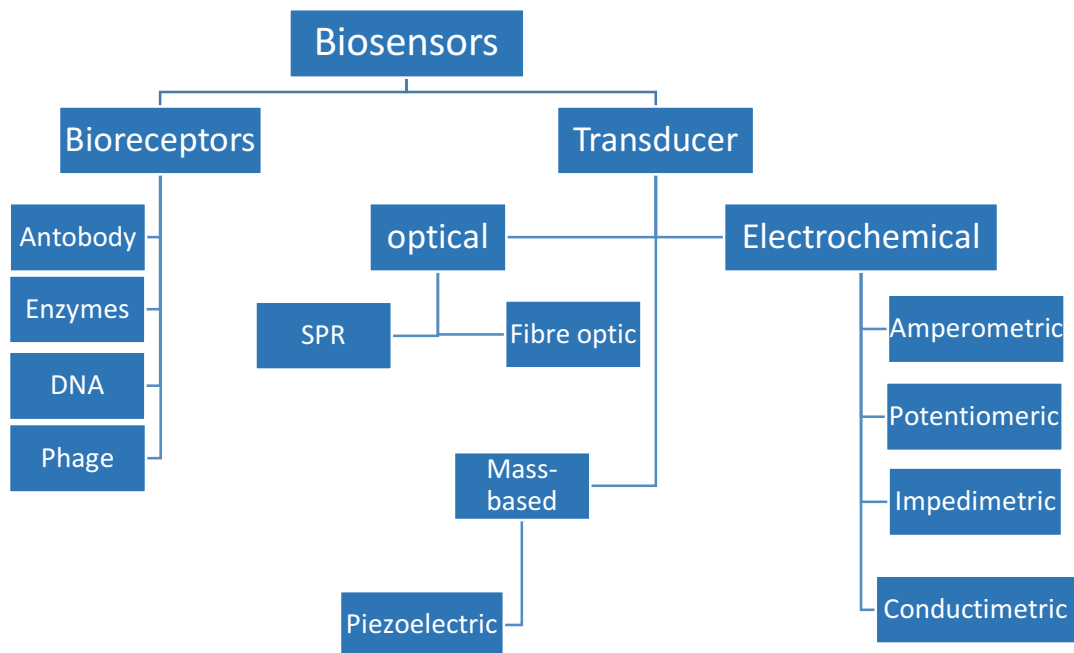 Biosensors
Bioreceptors
Transducer
Antobody
Enzymes
DNA
Phage
optical
Electrochemical
SPR
Fibre optic
Mass-
based
Piezoelectric
Amperometric
Potentiomeric
Impedimetric
Conductimetric